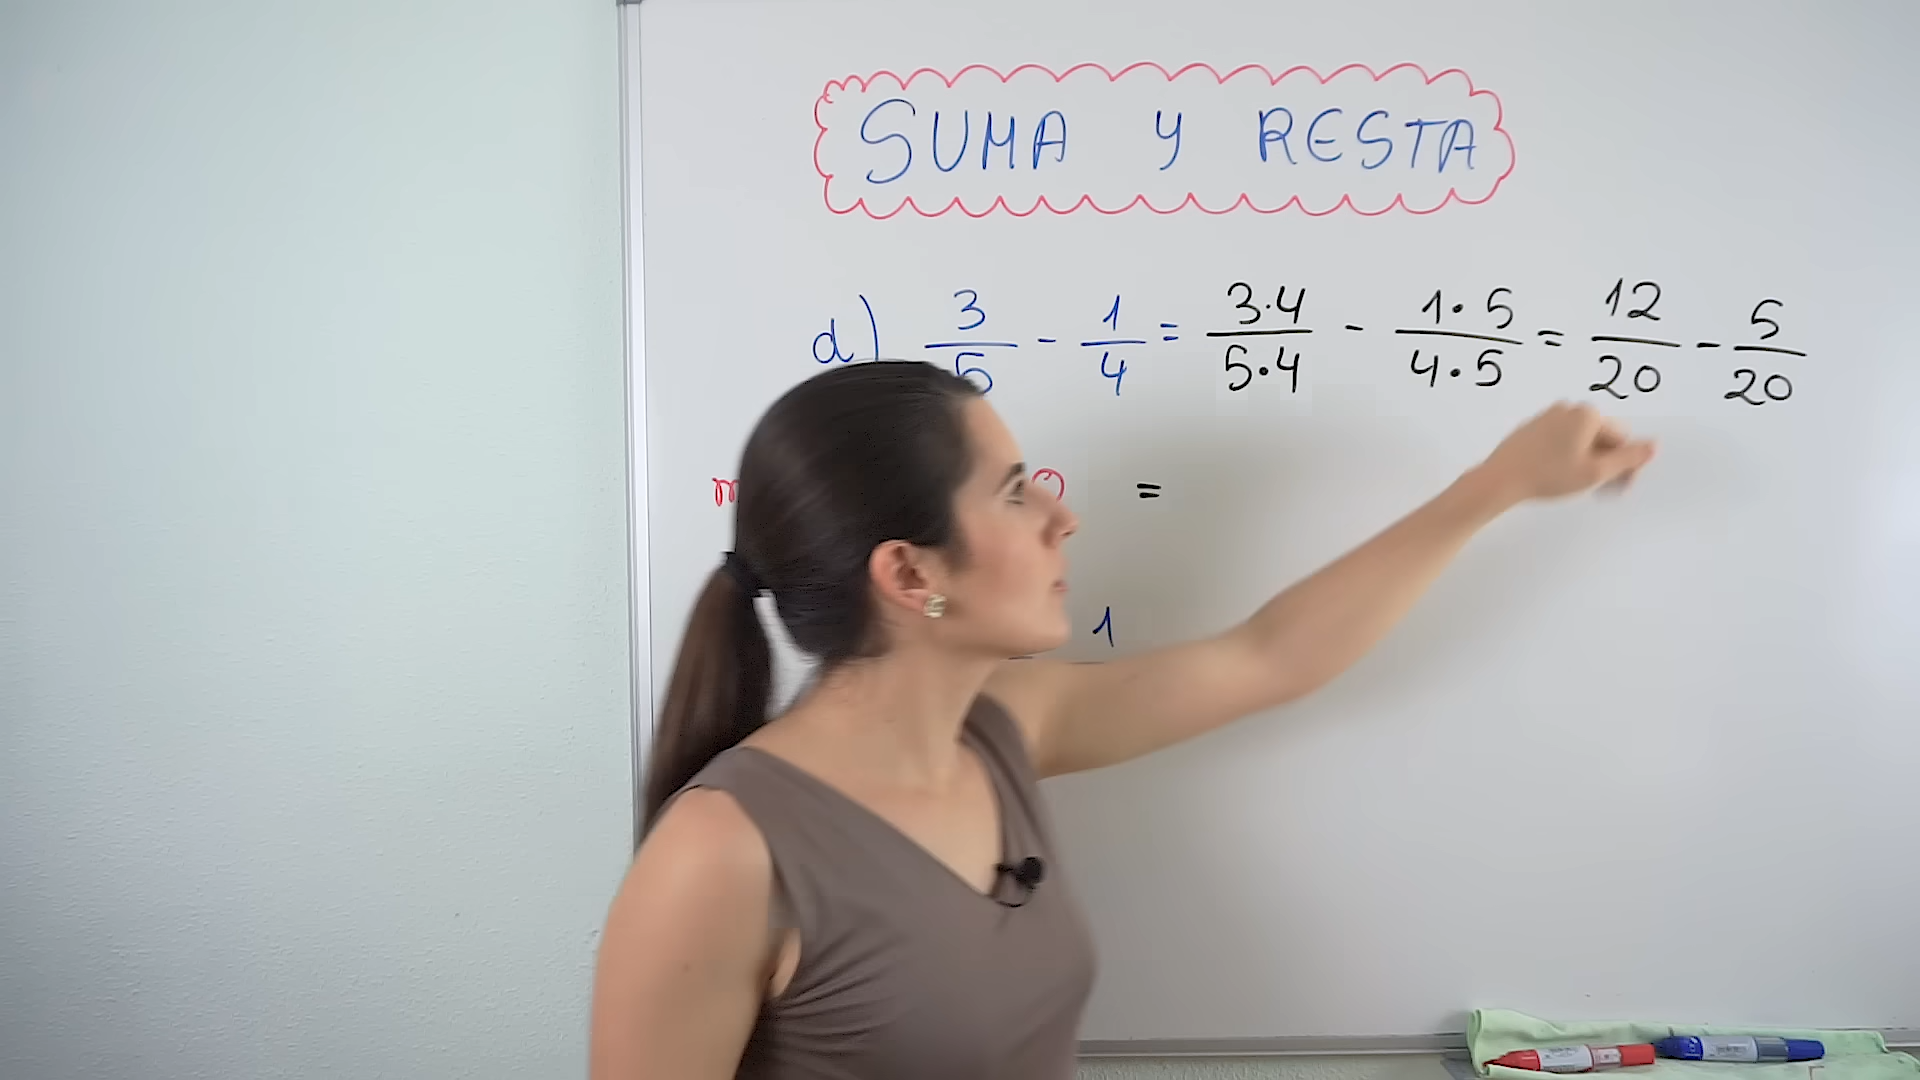 SUMA Y RESTA
d) 3/5 - 1/4 = 3·4/5·4 - 1·5/4·5 = 12/20 - 5/20
=
1